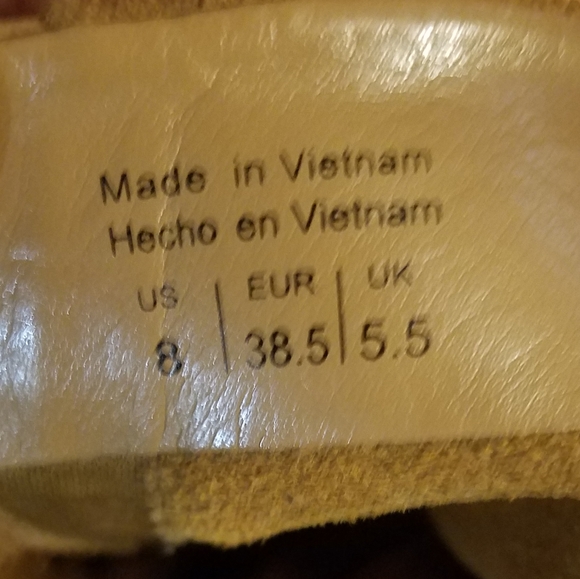 Made in Vietnam
Hecho en Vietnam
US | EUR | UK
8 | 38.5 | 5.5